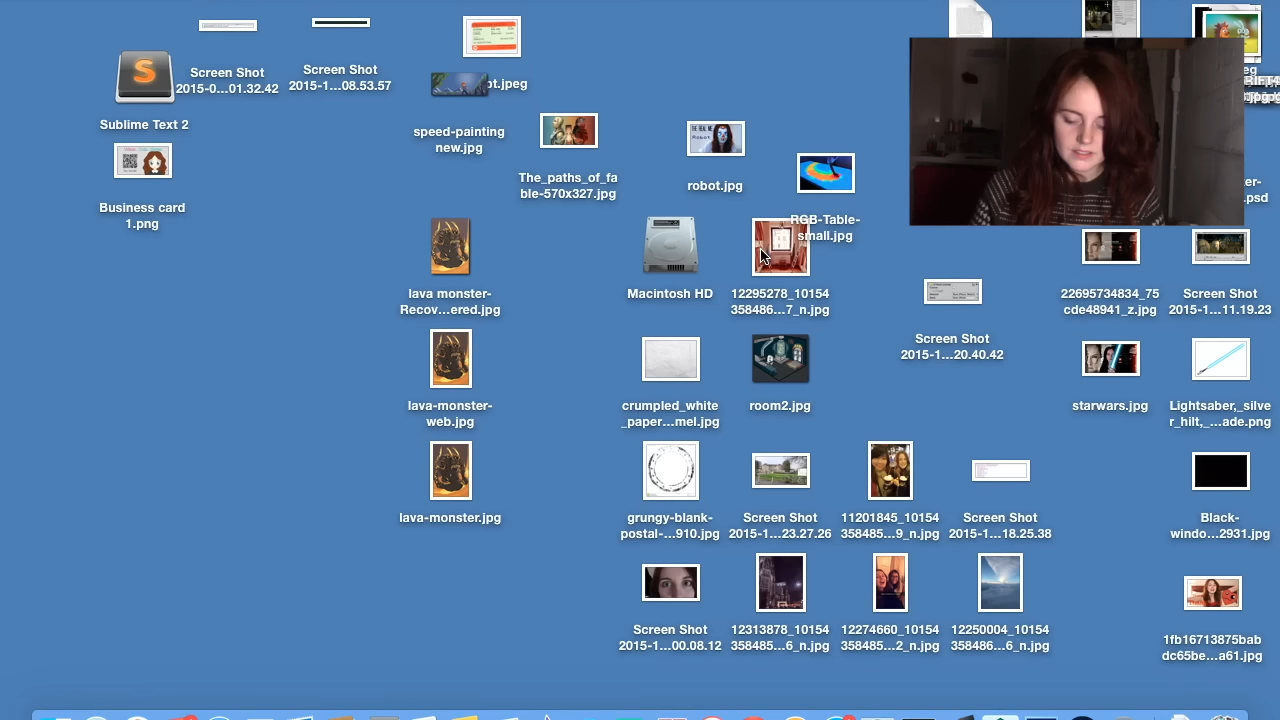 Screen Shot
2015-0...01.32.42
Screen Shot
2015-1...08.53.57
Sublime Text 2
speed-painting
new.jpg
The_paths_of_fa
ble-570x327.jpg
THE REAL ME
Robot
robot.jpg
RGB-Table-
small.jpg
Business card
1.png
lava monster-
Recov...ered.jpg
Macintosh HD
12295278_10154
358486...7_n.jpg
Screen Shot
2015-1...20.40.42
22695734834_75
cde48941_z.jpg
Screen Shot
2015-1...11.19.23
lava-monster-
web.jpg
crumpled_white
_paper...mel.jpg
room2.jpg
starwars.jpg
Lightsaber,_silve
r_hilt,_...ade.png
lava-monster.jpg
grungy-blank-
postal-...910.jpg
Screen Shot
2015-1...23.27.26
11201845_10154
358485...9_n.jpg
Screen Shot
2015-1...18.25.38
Black-
windo...2931.jpg
Screen Shot
2015-1...00.08.12
12313878_10154
358485...6_n.jpg
12274660_10154
358485...2_n.jpg
12250004_10154
358486...6_n.jpg
1fb16713875bab
dc65be...a61.jpg